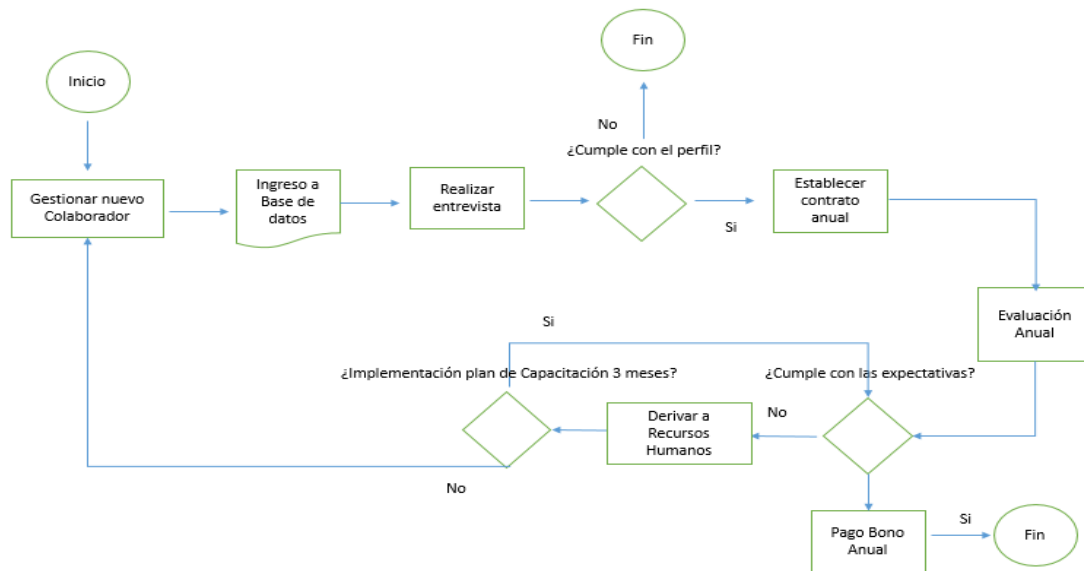 Fin
Inicio
No
¿Cumple con el perfil?
Gestionar nuevo
Colaborador
Ingreso a
Base de
datos
Realizar
entrevista
Si
Establecer
contrato
anual
Evaluación
Anual
Si
¿Implementación plan de Capacitación 3 meses?
¿Cumple con las expectativas?
Derivar a
Recursos
Humanos
No
No
Pago Bono
Anual
Si
Fin